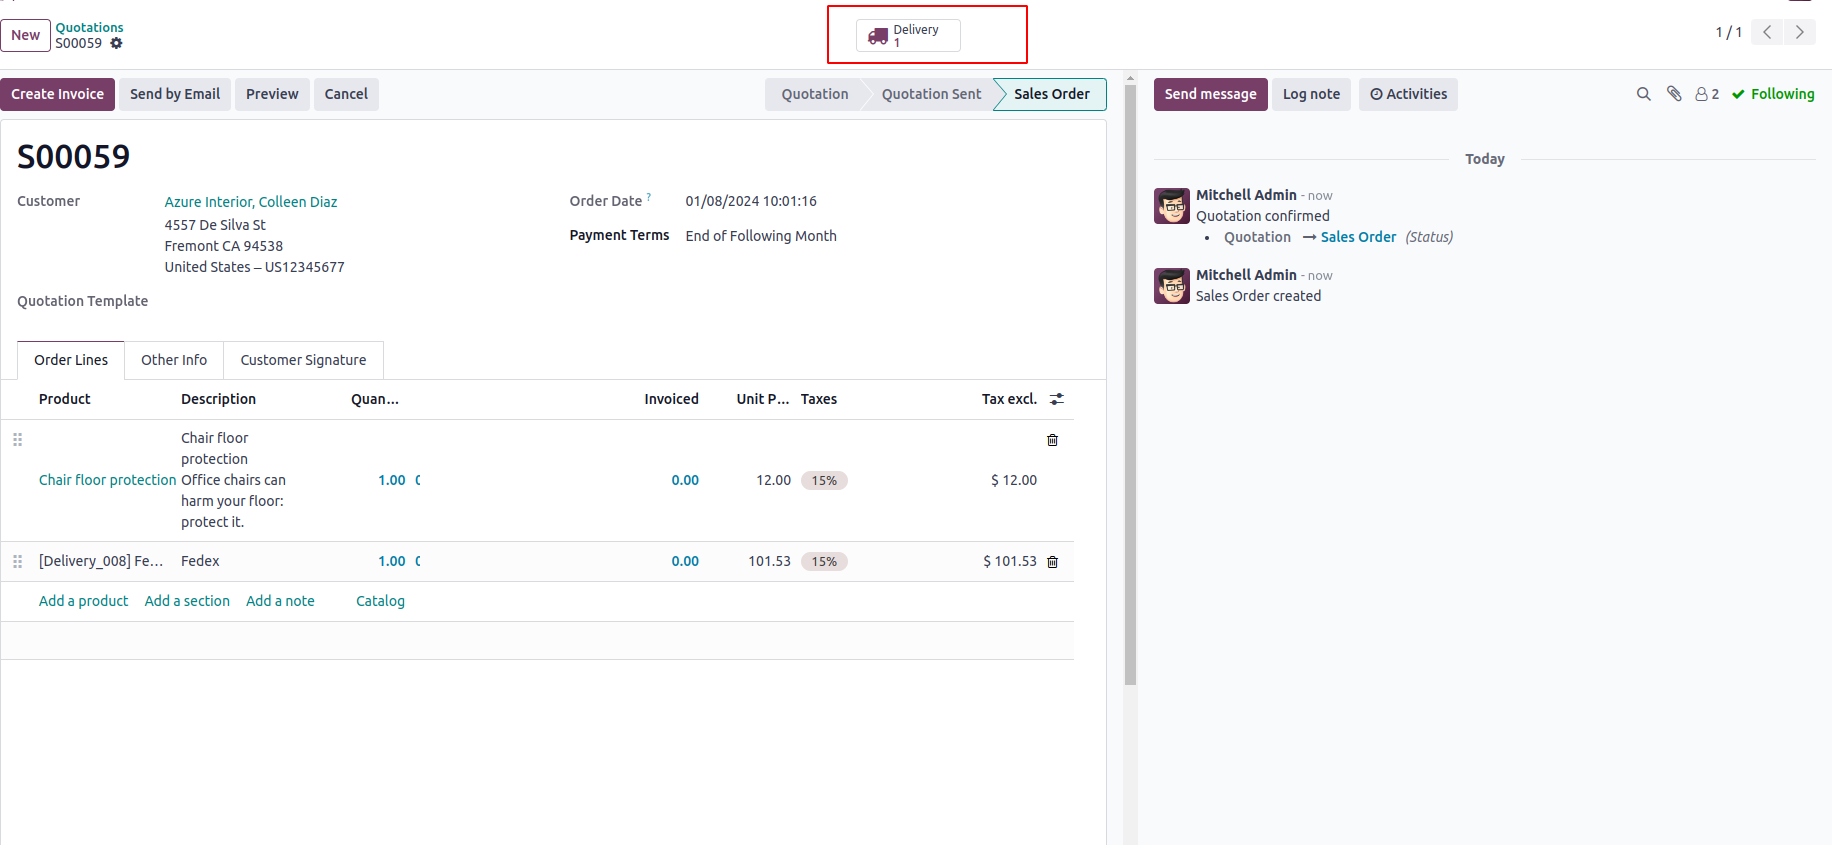 New
Quotations
S00059
Delivery
1
1 / 1
Create Invoice
Send by Email
Preview
Cancel
Quotation
Quotation Sent
Sales Order
Send message
Log note
Activities
2
Following
S00059
Customer
Azure Interior, Colleen Diaz
4557 De Silva St
Fremont CA 94538
United States – US12345677
Order Date ?
01/08/2024 10:01:16
Payment Terms
End of Following Month
Quotation Template
Order Lines
Other Info
Customer Signature
Product
Description
Quan...
Invoiced
Unit P...
Taxes
Tax excl.
Chair floor protection
Chair floor
protection
Office chairs can
harm your floor:
protect it.
1.00
0.00
12.00
15%
$ 12.00
[Delivery_008] Fe...
Fedex
1.00
0.00
101.53
15%
$ 101.53
Add a product
Add a section
Add a note
Catalog
Today
Mitchell Admin - now
Quotation confirmed
• Quotation → Sales Order (Status)
Mitchell Admin - now
Sales Order created